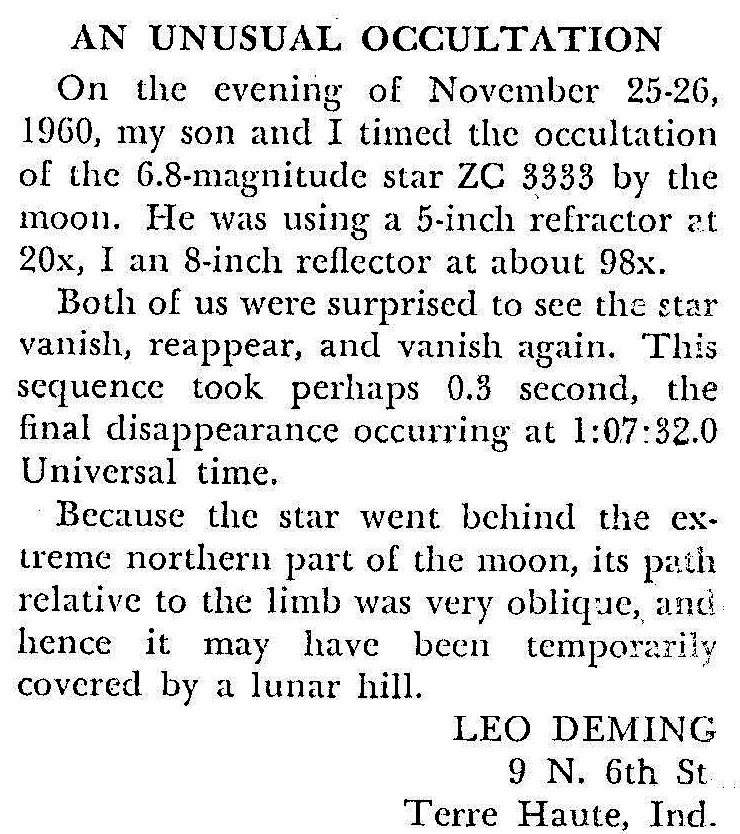 AN UNUSUAL OCCULTATION
On the evening of November 25-26,
1960, my son and I timed the occultation
of the 6.8-magnitude star ZC 3333 by the
moon. He was using a 5-inch refractor at
20x, I an 8-inch reflector at about 98x.
Both of us were surprised to see the star
vanish, reappear, and vanish again. This
sequence took perhaps 0.3 second, the
final disappearance occurring at 1:07:32.0
Universal time.
Because the star went behind the ex-
treme northern part of the moon, its path
relative to the limb was very oblique, and
hence it may have been temporarily
covered by a lunar hill.
LEO DEMING
9 N. 6th St
Terre Haute, Ind.